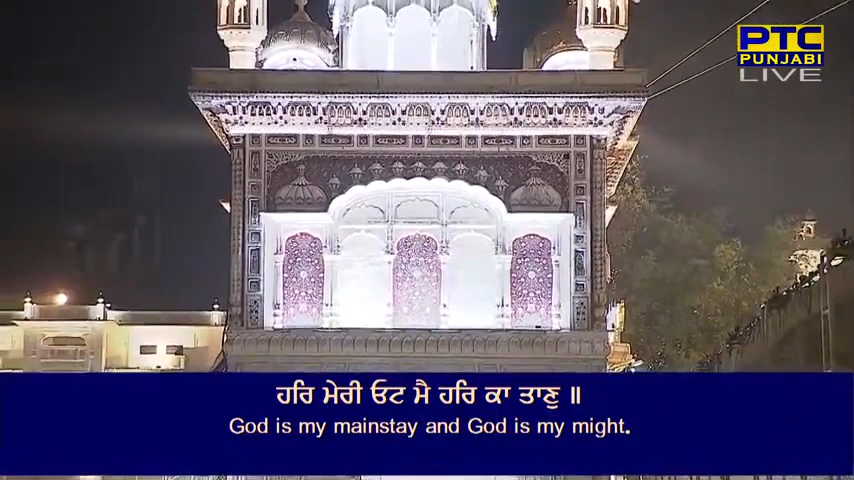 PTC
PUNJABI
LIVE
ਹਰਿ ਮੇਰੀ ਓਟ ਮੈ ਹਰਿ ਕਾ ਤਾਣੁ ॥
God is my mainstay and God is my might.